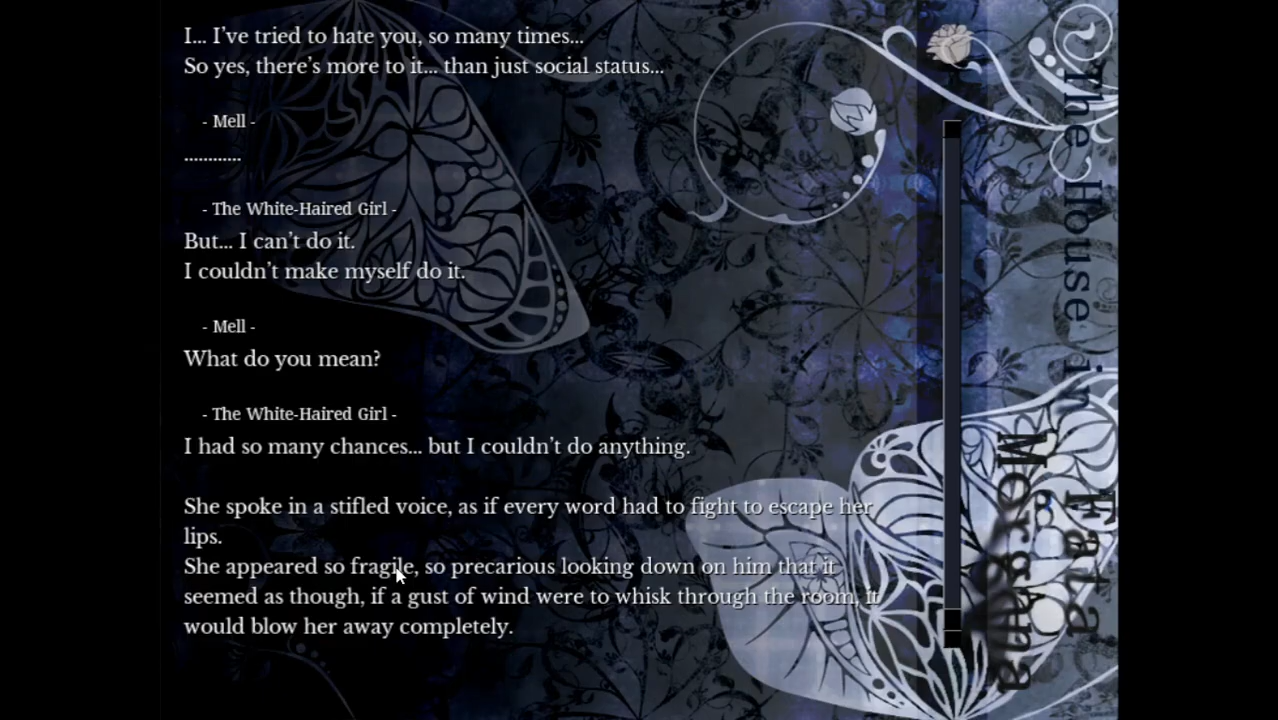 I... I've tried to hate you, so many times...
So yes, there's more to it... than just social status...
- Mell -
............
- The White-Haired Girl -
But... I can't do it.
I couldn't make myself do it.
- Mell -
What do you mean?
- The White-Haired Girl -
I had so many chances... but I couldn't do anything.
She spoke in a stifled voice, as if every word had to fight to escape her
lips.
She appeared so fragile, so precarious looking down on him that it
seemed as though, if a gust of wind were to whisk through the room, it
would blow her away completely.
The House in
Fata
Morgana